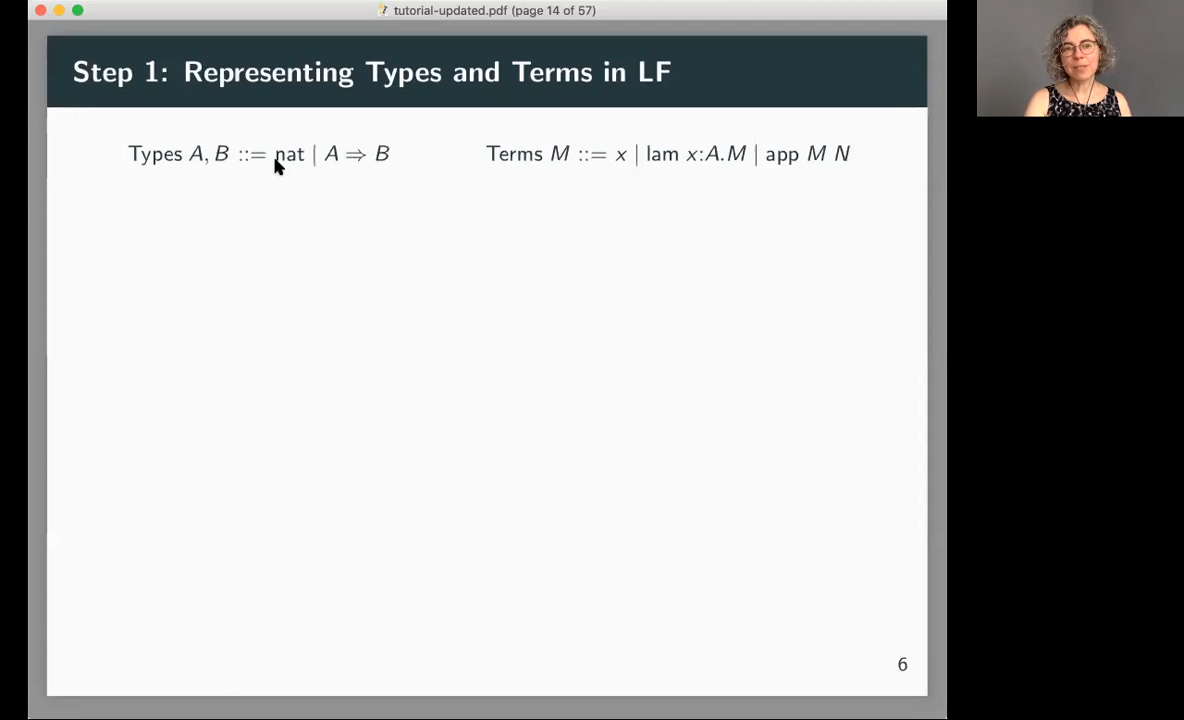 tutorial-updated.pdf (page 14 of 57)
Step 1: Representing Types and Terms in LF
Types A, B ::= nat | A ⇒ B
Terms M ::= x | lam x:A.M | app M N
6